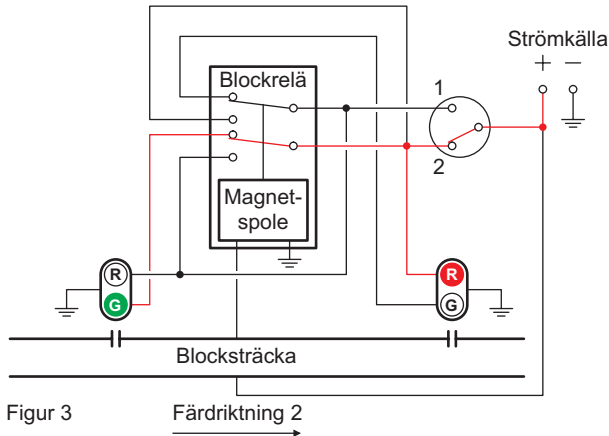 Strömkälla
+ −
Blockrelä
1
2
Magnet-
spole
R
G
R
G
Blocksträcka
Figur 3
Färdriktning 2